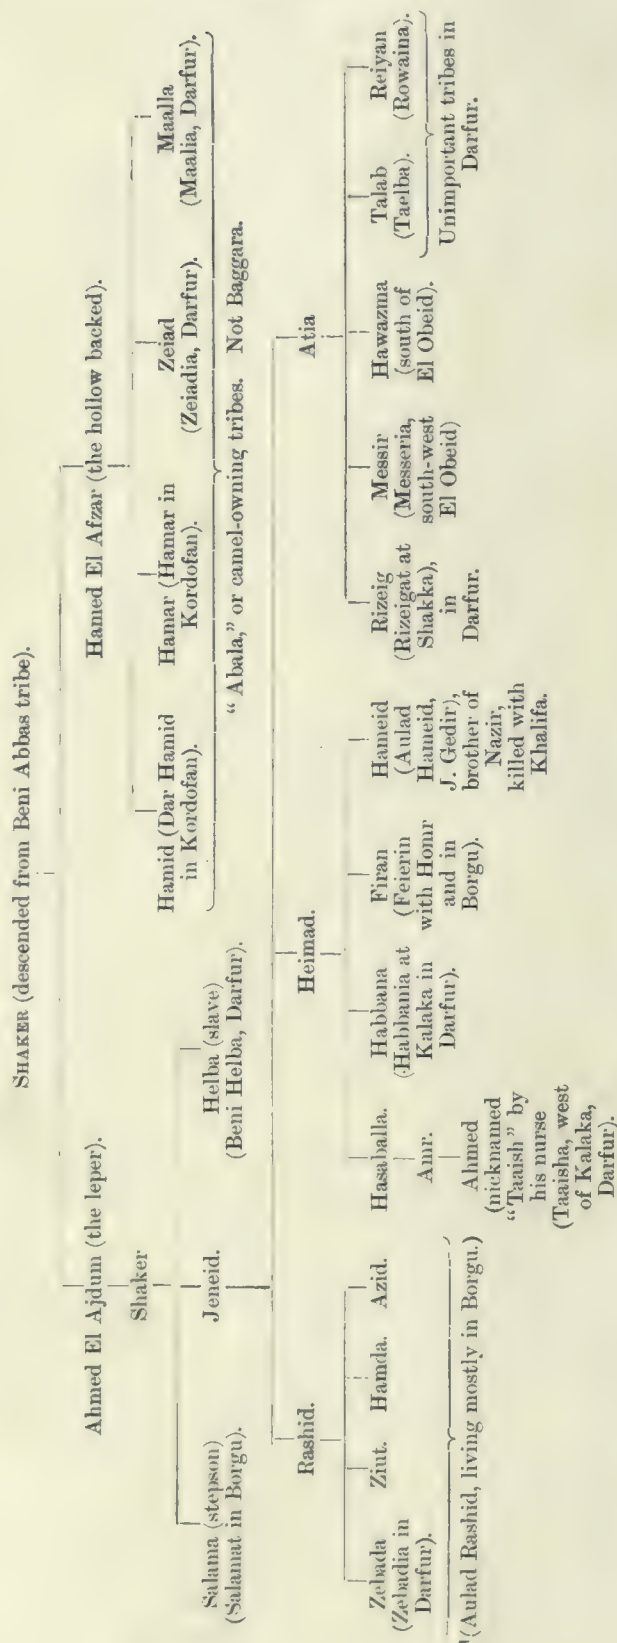 SHAKER (descended from Beni Abbas tribe).
Ahmed El Ajdum (the leper).
Hamed El Afzar (the hollow backed).
Shaker
Hamid (Dar Hamid
in Kordofan).
Hamar (Hamar in
Kordofan).
Zeiad
(Zeiadia, Darfur).
Maalla
(Maalia, Darfur).
“Abala,” or camel-owning tribes. Not Baggara.
Salama (stepson)
(Salamat in Borgu).
Jeneid.
Helba (slave)
(Beni Helba, Darfur).
Rashid.
Heimad.
Atia
Zebada
(Zebadia in
Darfur).
Ziut.
Hamda.
Azid.
(Aulad Rashid, living mostly in Borgu.)
Hasaballa.
Amr.
Ahmed
(nicknamed
“Taaish” by
his nurse
(Taaisha, west
of Kalaka,
Darfur).
Habbana
(Habbania at
Kalaka in
Darfur).
Firan
(Feierin
with Homr
and in
Borgu).
Hameid
(Aulad
Hameid,
J. Gedir),
brother of
Nazir,
killed with
Khalifa.
Rizeig
(Rizeigat at
Shakka),
in
Darfur.
Messir
(Messeria,
south-west
El Obeid)
Hawazma
(south of
El Obeid).
Talab
(Taelba).
Reiyan
(Rowaina).
Unimportant tribes in
Darfur.